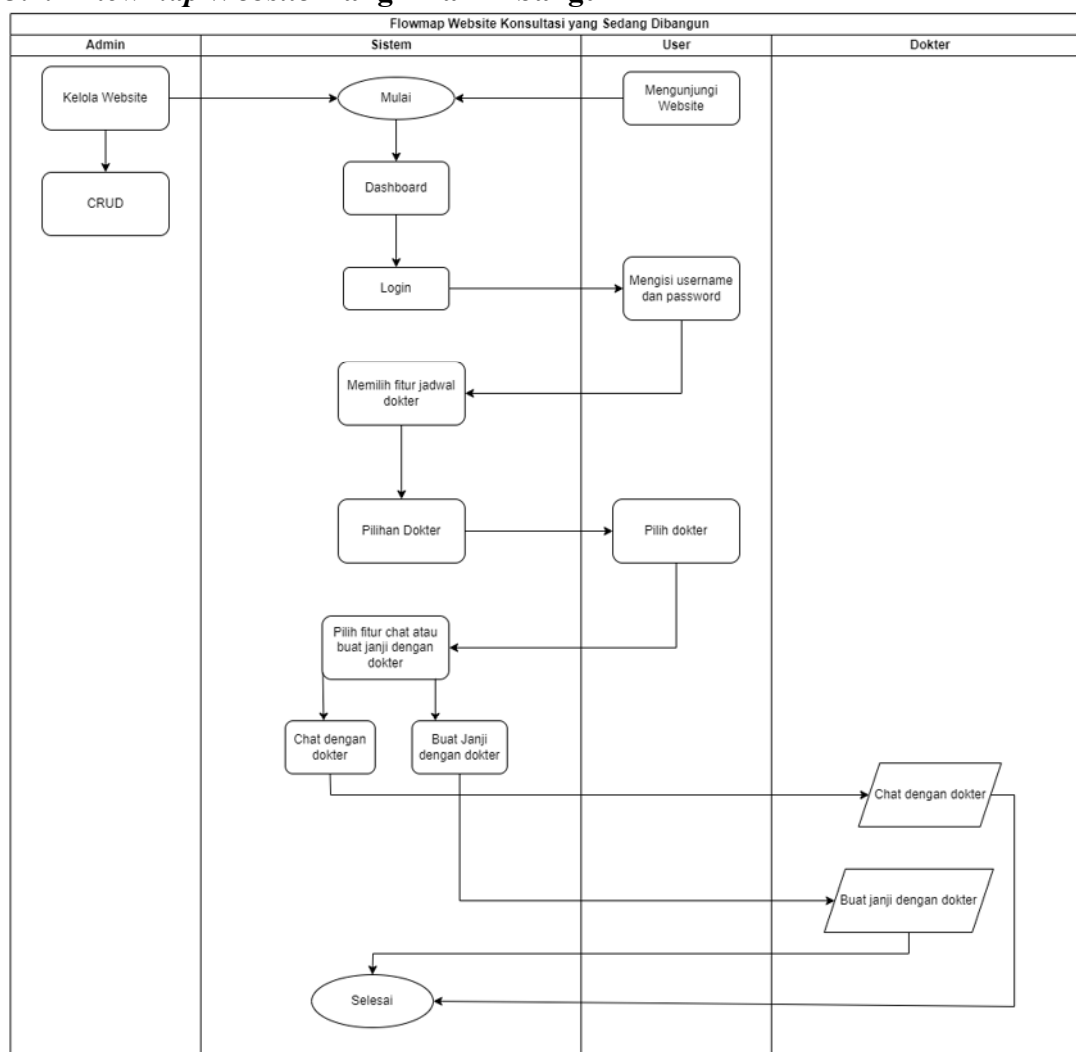 Flowmap Website Konsultasi yang Sedang Dibangun
Admin
Sistem
User
Dokter
Kelola Website
Mulai
Mengunjungi
Website
CRUD
Dashboard
Login
Mengisi username
dan password
Memilih fitur jadwal
dokter
Pilihan Dokter
Pilih dokter
Pilih fitur chat atau
buat janji dengan
dokter
Chat dengan
dokter
Buat Janji
dengan dokter
Chat dengan dokter
Buat janji dengan dokter
Selesai